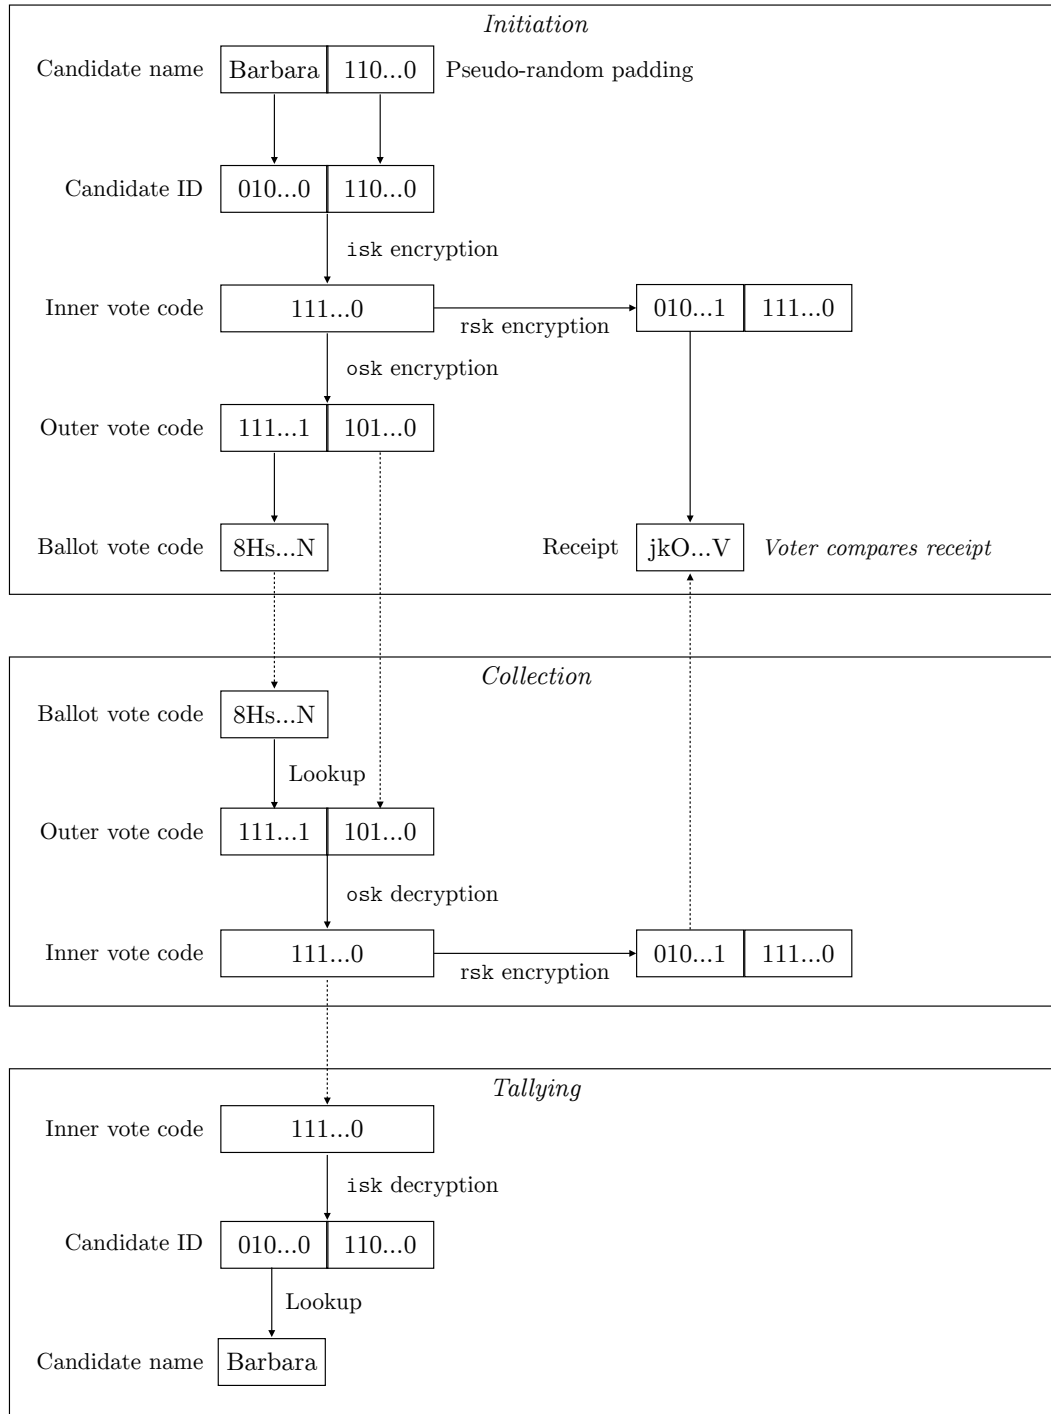 Initiation
Candidate name Barbara 110...0 Pseudo-random padding
Candidate ID 010...0 110...0
isk encryption
Inner vote code 111...0 010...1 111...0
rsk encryption
osk encryption
Outer vote code 111...1 101...0
Ballot vote code 8Hs...N Receipt jkO...V Voter compares receipt
Collection
Ballot vote code 8Hs...N
Lookup
Outer vote code 111...1 101...0
osk decryption
Inner vote code 111...0 010...1 111...0
rsk encryption
Tallying
Inner vote code 111...0
isk decryption
Candidate ID 010...0 110...0
Lookup
Candidate name Barbara